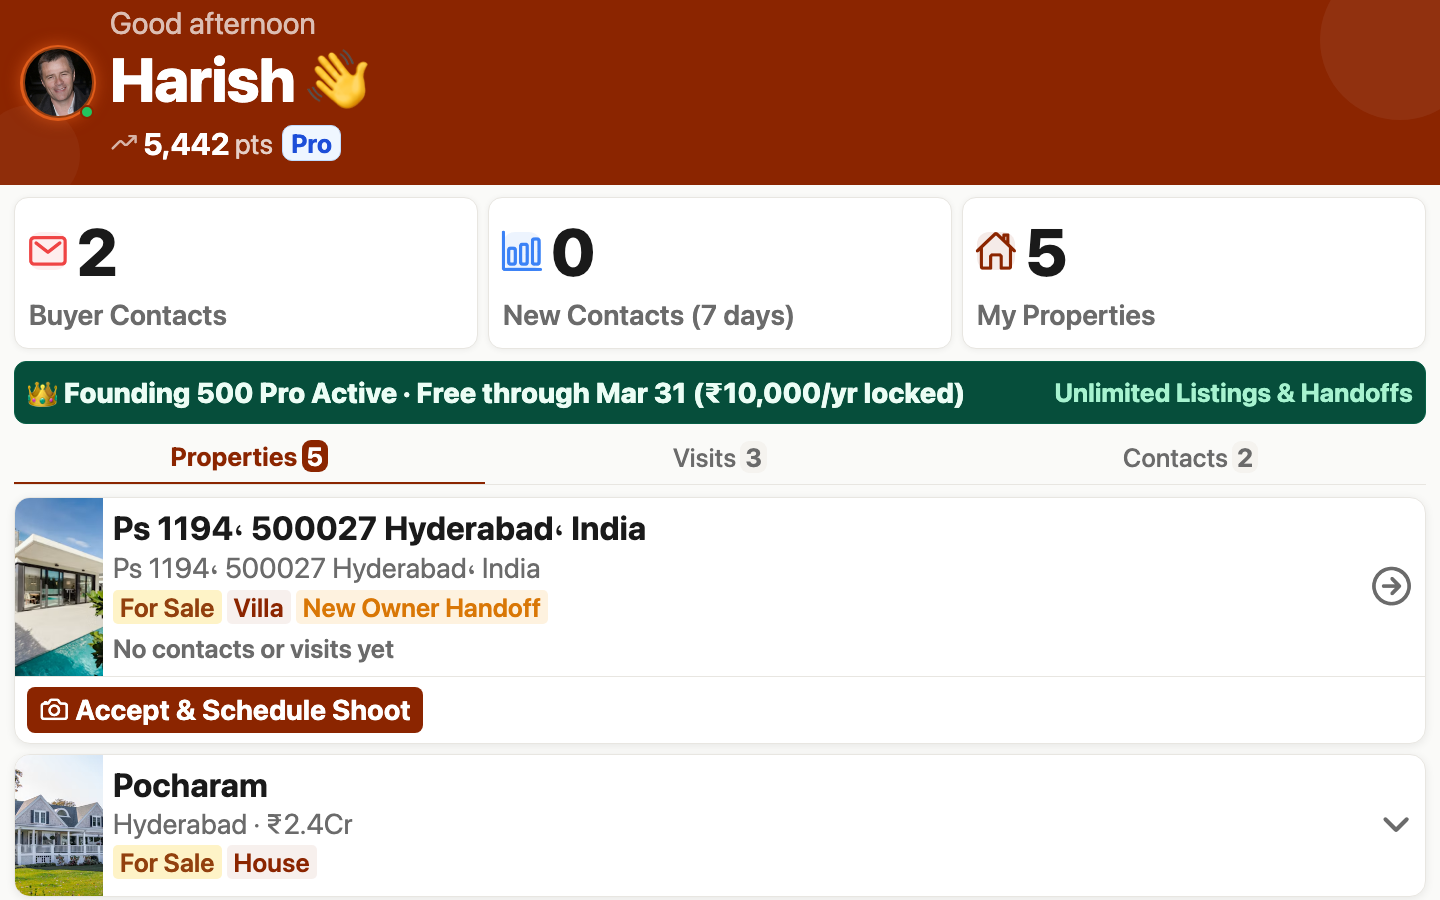 Good afternoon
Harish 👋
5,442 pts Pro
2
Buyer Contacts
0
New Contacts (7 days)
5
My Properties
👑 Founding 500 Pro Active · Free through Mar 31 (₹10,000/yr locked) Unlimited Listings & Handoffs
Properties 5 Visits 3 Contacts 2
Ps 1194، 500027 Hyderabad، India
Ps 1194، 500027 Hyderabad، India
For Sale Villa New Owner Handoff
No contacts or visits yet
Accept & Schedule Shoot
Pocharam
Hyderabad · ₹2.4Cr
For Sale House